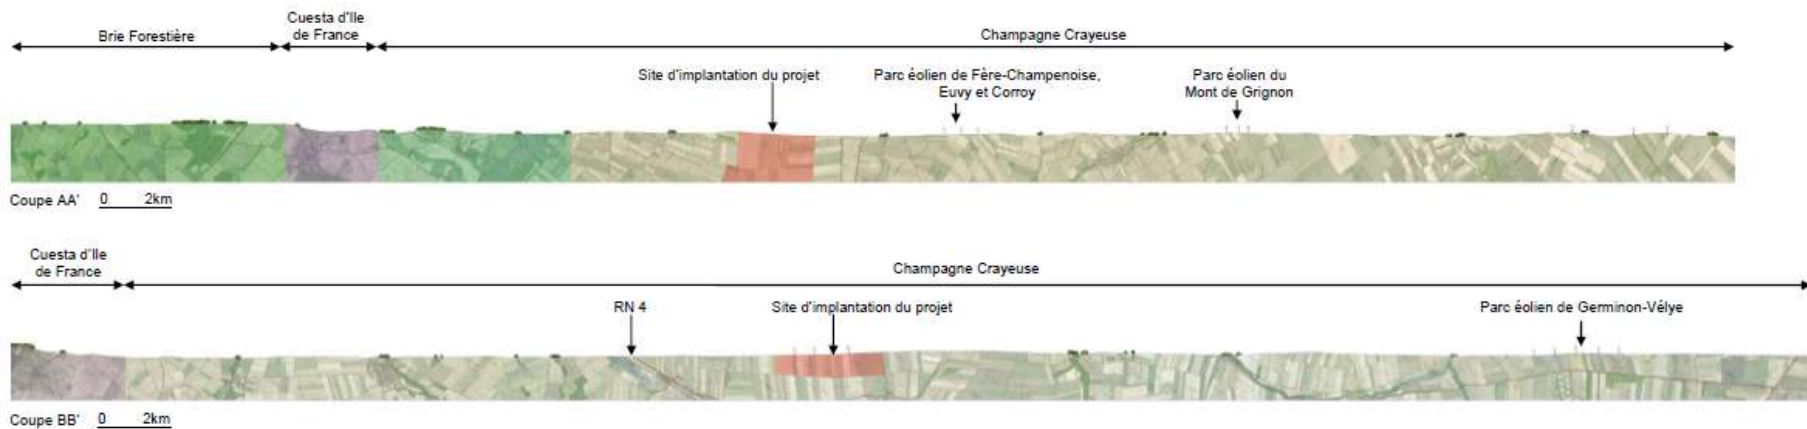 Cuesta d'Ile
de France
Brie Forestière
Champagne Crayeuse
Site d'implantation du projet
Parc éolien de Fère-Champenoise,
Euvy et Corroy
Parc éolien du
Mont de Grignon
Coupe AA' 0 2km
Cuesta d'Ile
de France
Champagne Crayeuse
RN 4
Site d'implantation du projet
Parc éolien de Germinon-Vélye
Coupe BB' 0 2km